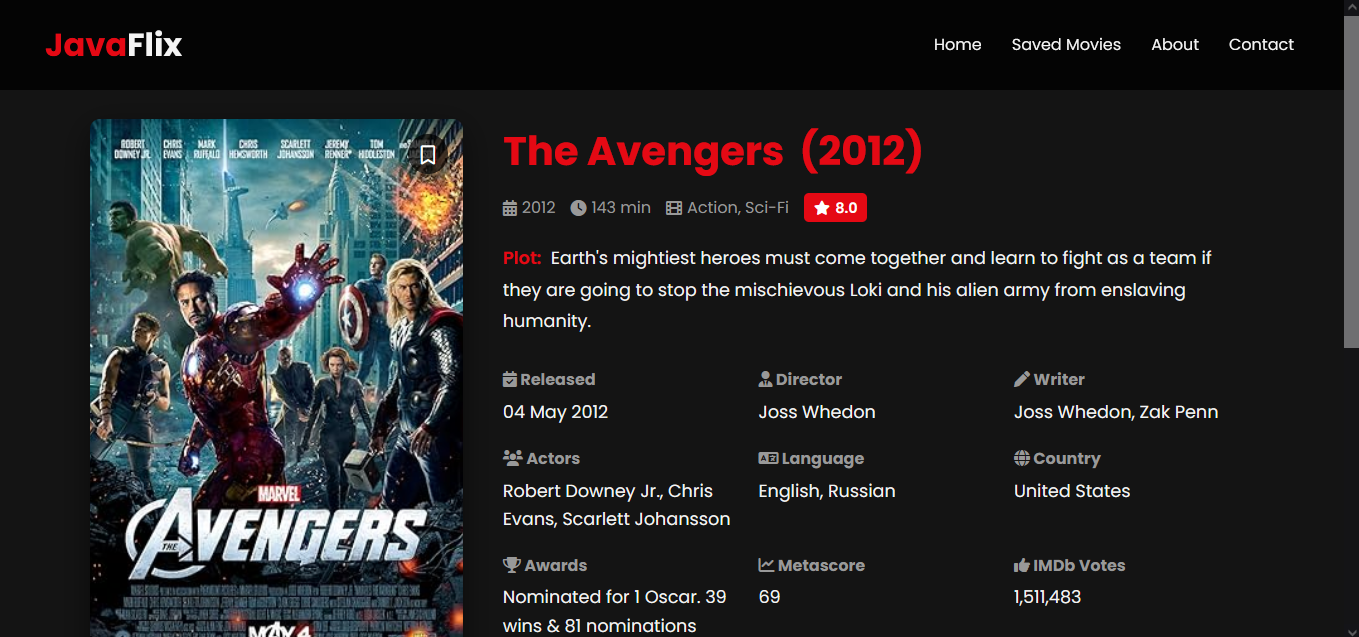 JavaFlix
Home Saved Movies About Contact
ROBERT DOWNEY JR. CHRIS EVANS MARK RUFFALO CHRIS HEMSWORTH SCARLETT JOHANSSON JEREMY RENNER TOM HIDDLESTON AND
MARVEL
THE AVENGERS
MAY 4
The Avengers (2012)
2012 143 min Action, Sci-Fi 8.0
Plot: Earth's mightiest heroes must come together and learn to fight as a team if
they are going to stop the mischievous Loki and his alien army from enslaving
humanity.
Released Director Writer
04 May 2012 Joss Whedon Joss Whedon, Zak Penn
Actors Language Country
Robert Downey Jr., Chris English, Russian United States
Evans, Scarlett Johansson
Awards Metascore IMDb Votes
Nominated for 1 Oscar. 39 69 1,511,483
wins & 81 nominations